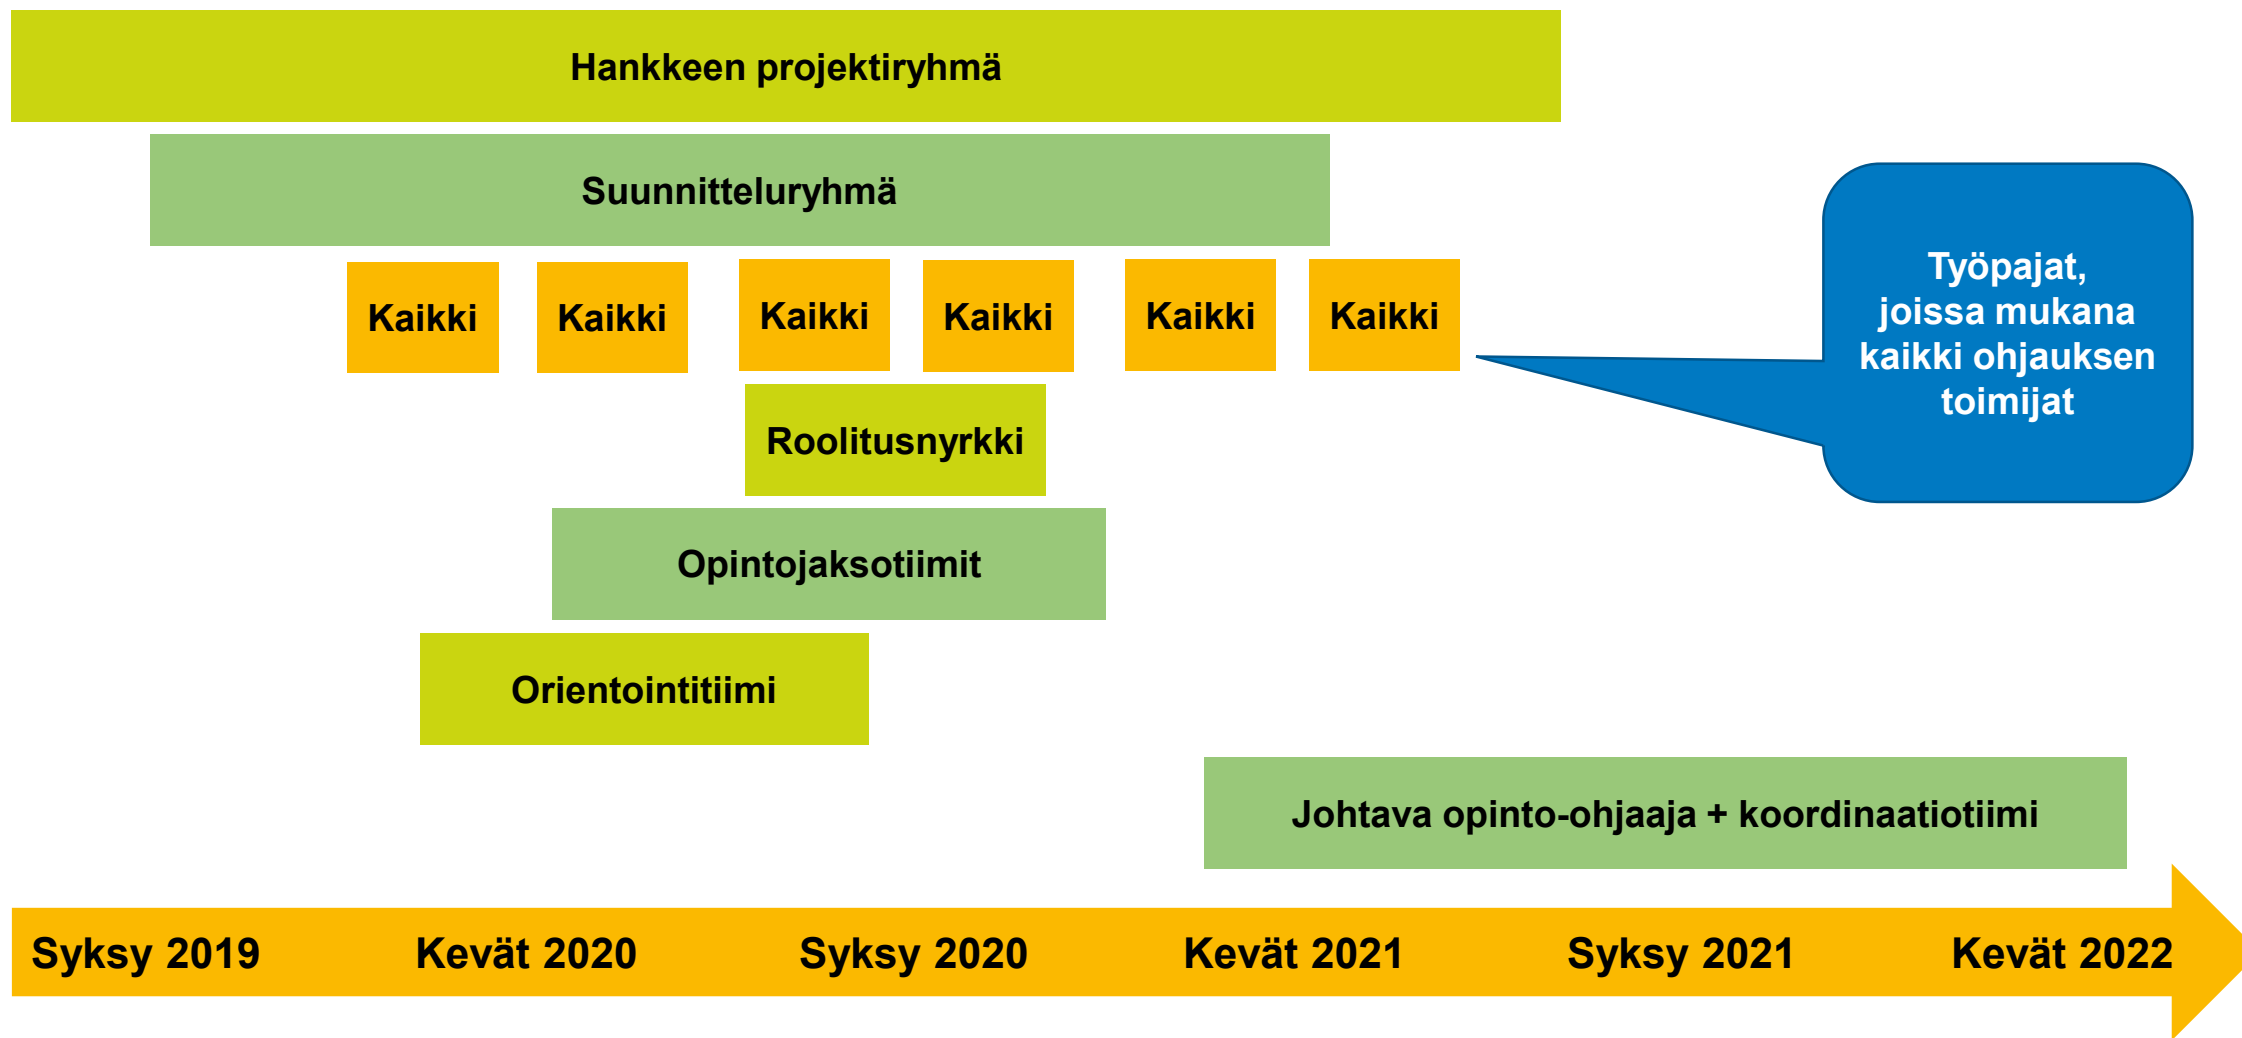 Hankkeen projektiryhmä
Suunnitteluryhmä
Kaikki
Kaikki
Kaikki
Kaikki
Kaikki
Kaikki
Työpajat,
joissa mukana
kaikki ohjauksen
toimijat
Roolitusnyrkki
Opintojaksotiimit
Orientointitiimi
Johtava opinto-ohjaaja + koordinaatiotiimi
Syksy 2019
Kevät 2020
Syksy 2020
Kevät 2021
Syksy 2021
Kevät 2022